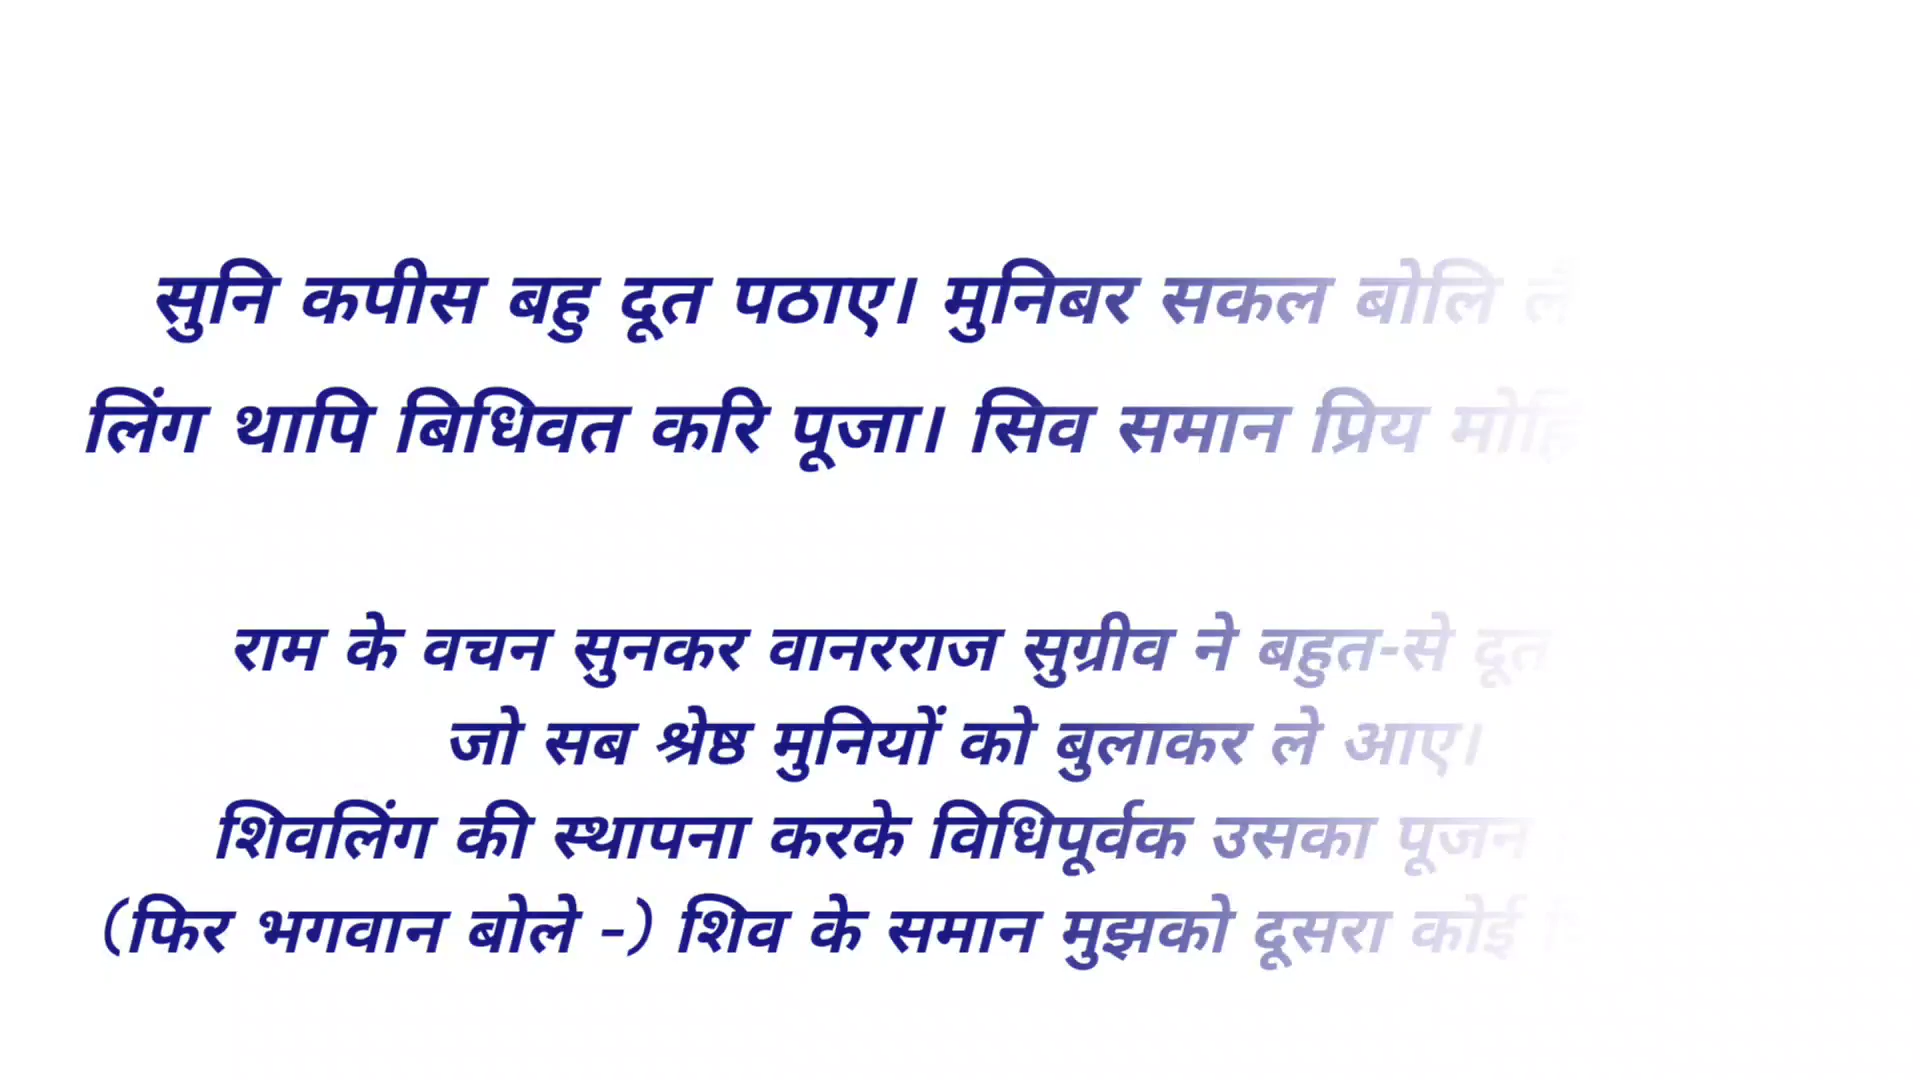 सुनि कपीस बहु दूत पठाए। मुनिबर सकल बोलि
लिंग थापि बिधिवत करि पूजा। सिव समान प्रिय मोहि
राम के वचन सुनकर वानरराज सुग्रीव ने बहुत-से दूत
जो सब श्रेष्ठ मुनियों को बुलाकर ले आए।
शिवलिंग की स्थापना करके विधिपूर्वक उसका पूजन
(फिर भगवान बोले -) शिव के समान मुझको दूसरा कोई